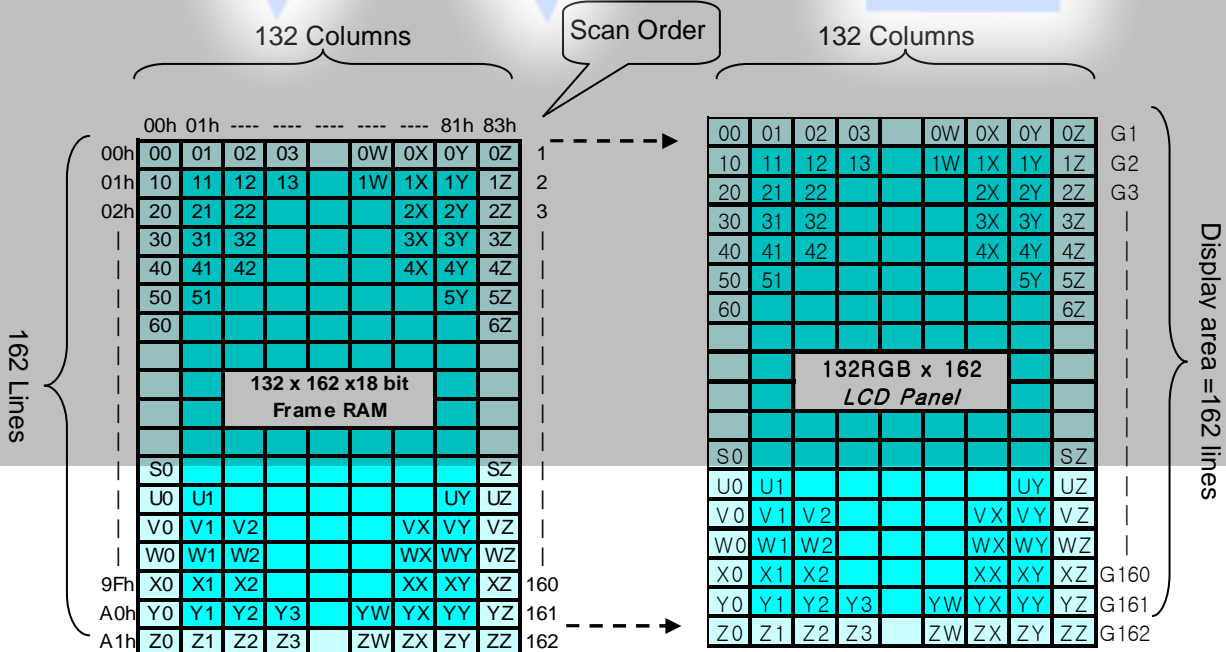 132 Columns Scan Order 132 Columns
00h 01h ---- ---- ---- ---- ---- 81h 83h
00h 00 01 02 03 0W 0X 0Y 0Z 1 00 01 02 03 0W 0X 0Y 0Z G1
01h 10 11 12 13 1W 1X 1Y 1Z 2 10 11 12 13 1W 1X 1Y 1Z G2
02h 20 21 22 2X 2Y 2Z 3 20 21 22 2X 2Y 2Z G3
30 31 32 3X 3Y 3Z 30 31 32 3X 3Y 3Z
40 41 42 4X 4Y 4Z 40 41 42 4X 4Y 4Z
50 51 5Y 5Z 50 51 5Y 5Z
60 6Z 60 6Z
162 Lines
132 x 162 x18 bit
Frame RAM
132RGB x 162
LCD Panel
Display area =162 lines
S0 SZ S0 SZ
U0 U1 UY UZ U0 U1 UY UZ
V0 V1 V2 VX VY VZ V0 V1 V2 VX VY VZ
W0 W1 W2 WX WY WZ W0 W1 W2 WX WY WZ
9Fh X0 X1 X2 XX XY XZ 160 X0 X1 X2 XX XY XZ G160
A0h Y0 Y1 Y2 Y3 YW YX YY YZ 161 Y0 Y1 Y2 Y3 YW YX YY YZ G161
A1h Z0 Z1 Z2 Z3 ZW ZX ZY ZZ 162 Z0 Z1 Z2 Z3 ZW ZX ZY ZZ G162